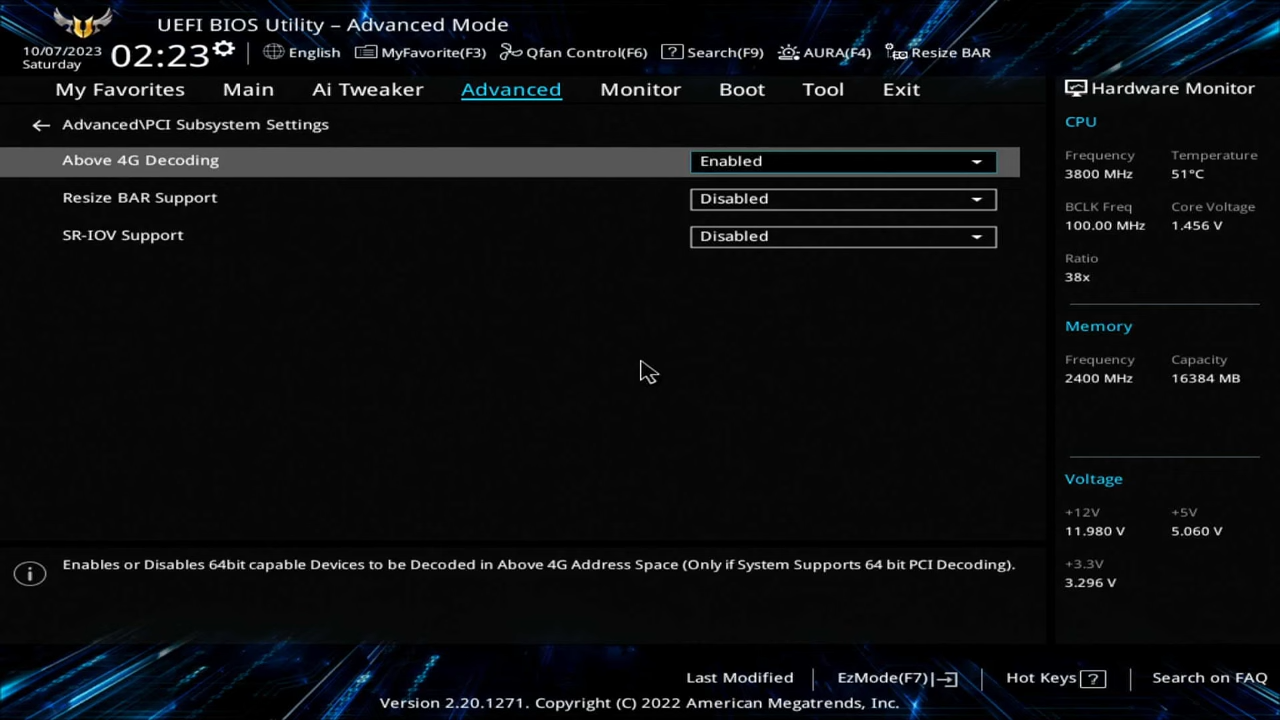 UEFI BIOS Utility – Advanced Mode
10/07/2023
Saturday
02:23
English
MyFavorite(F3)
Qfan Control(F6)
? Search(F9)
AURA(F4)
Resize BAR
My Favorites Main Ai Tweaker Advanced Monitor Boot Tool Exit
← Advanced\PCI Subsystem Settings
Above 4G Decoding Enabled
Resize BAR Support Disabled
SR-IOV Support Disabled
Hardware Monitor
CPU
Frequency Temperature
3800 MHz 51°C
BCLK Freq Core Voltage
100.00 MHz 1.456 V
Ratio
38x
Memory
Frequency Capacity
2400 MHz 16384 MB
Voltage
+12V +5V
11.980 V 5.060 V
+3.3V
3.296 V
i Enables or Disables 64bit capable Devices to be Decoded in Above 4G Address Space (Only if System Supports 64 bit PCI Decoding).
Last Modified EzMode(F7) Hot Keys ? Search on FAQ
Version 2.20.1271. Copyright (C) 2022 American Megatrends, Inc.